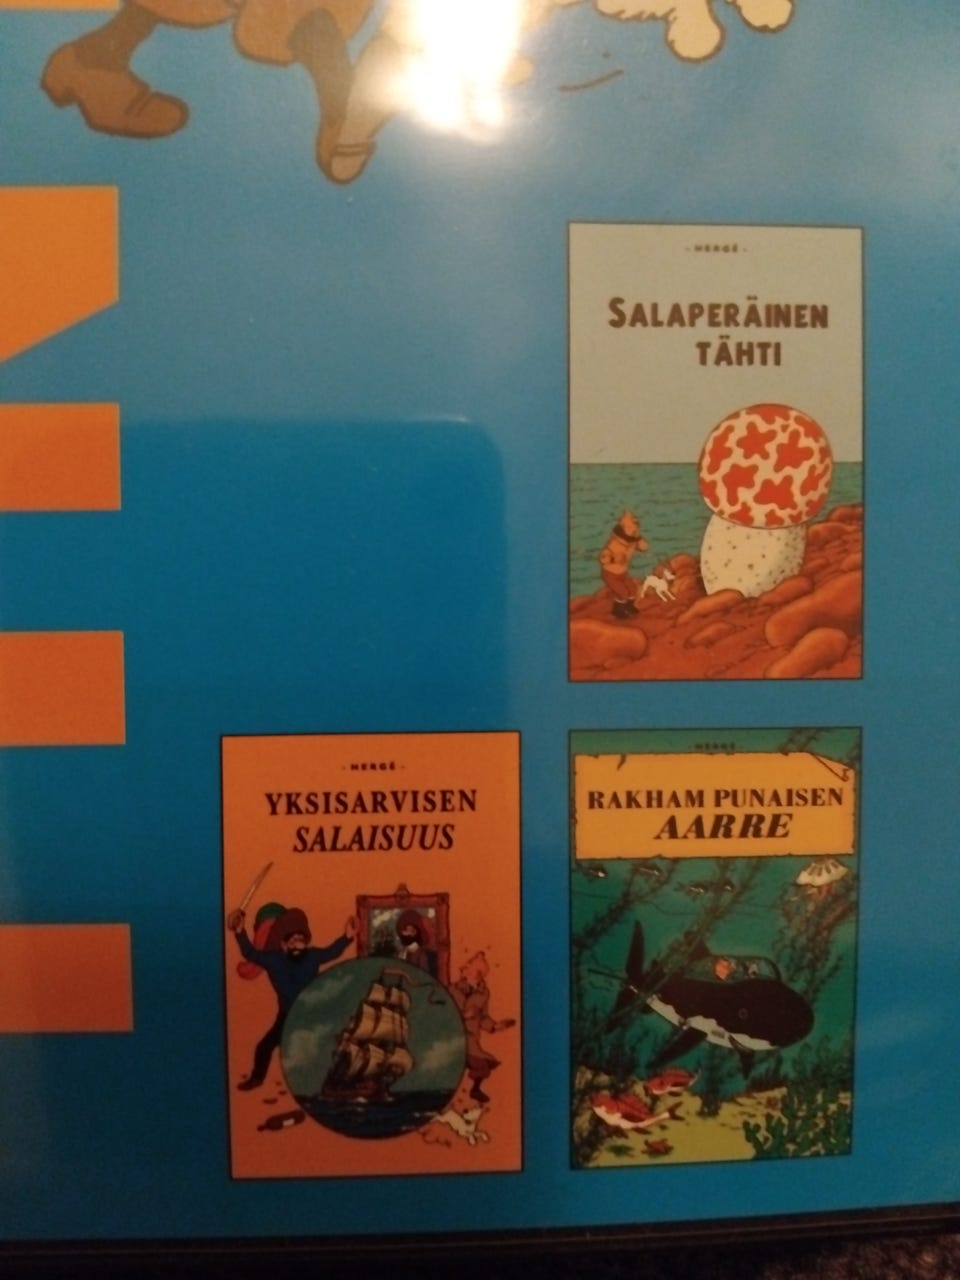 - HERGÉ -
SALAPERÄINEN
TÄHTI
- HERGÉ -
YKSISARVISEN
SALAISUUS
- HERGÉ -
RAKHAM PUNAISEN
AARRE